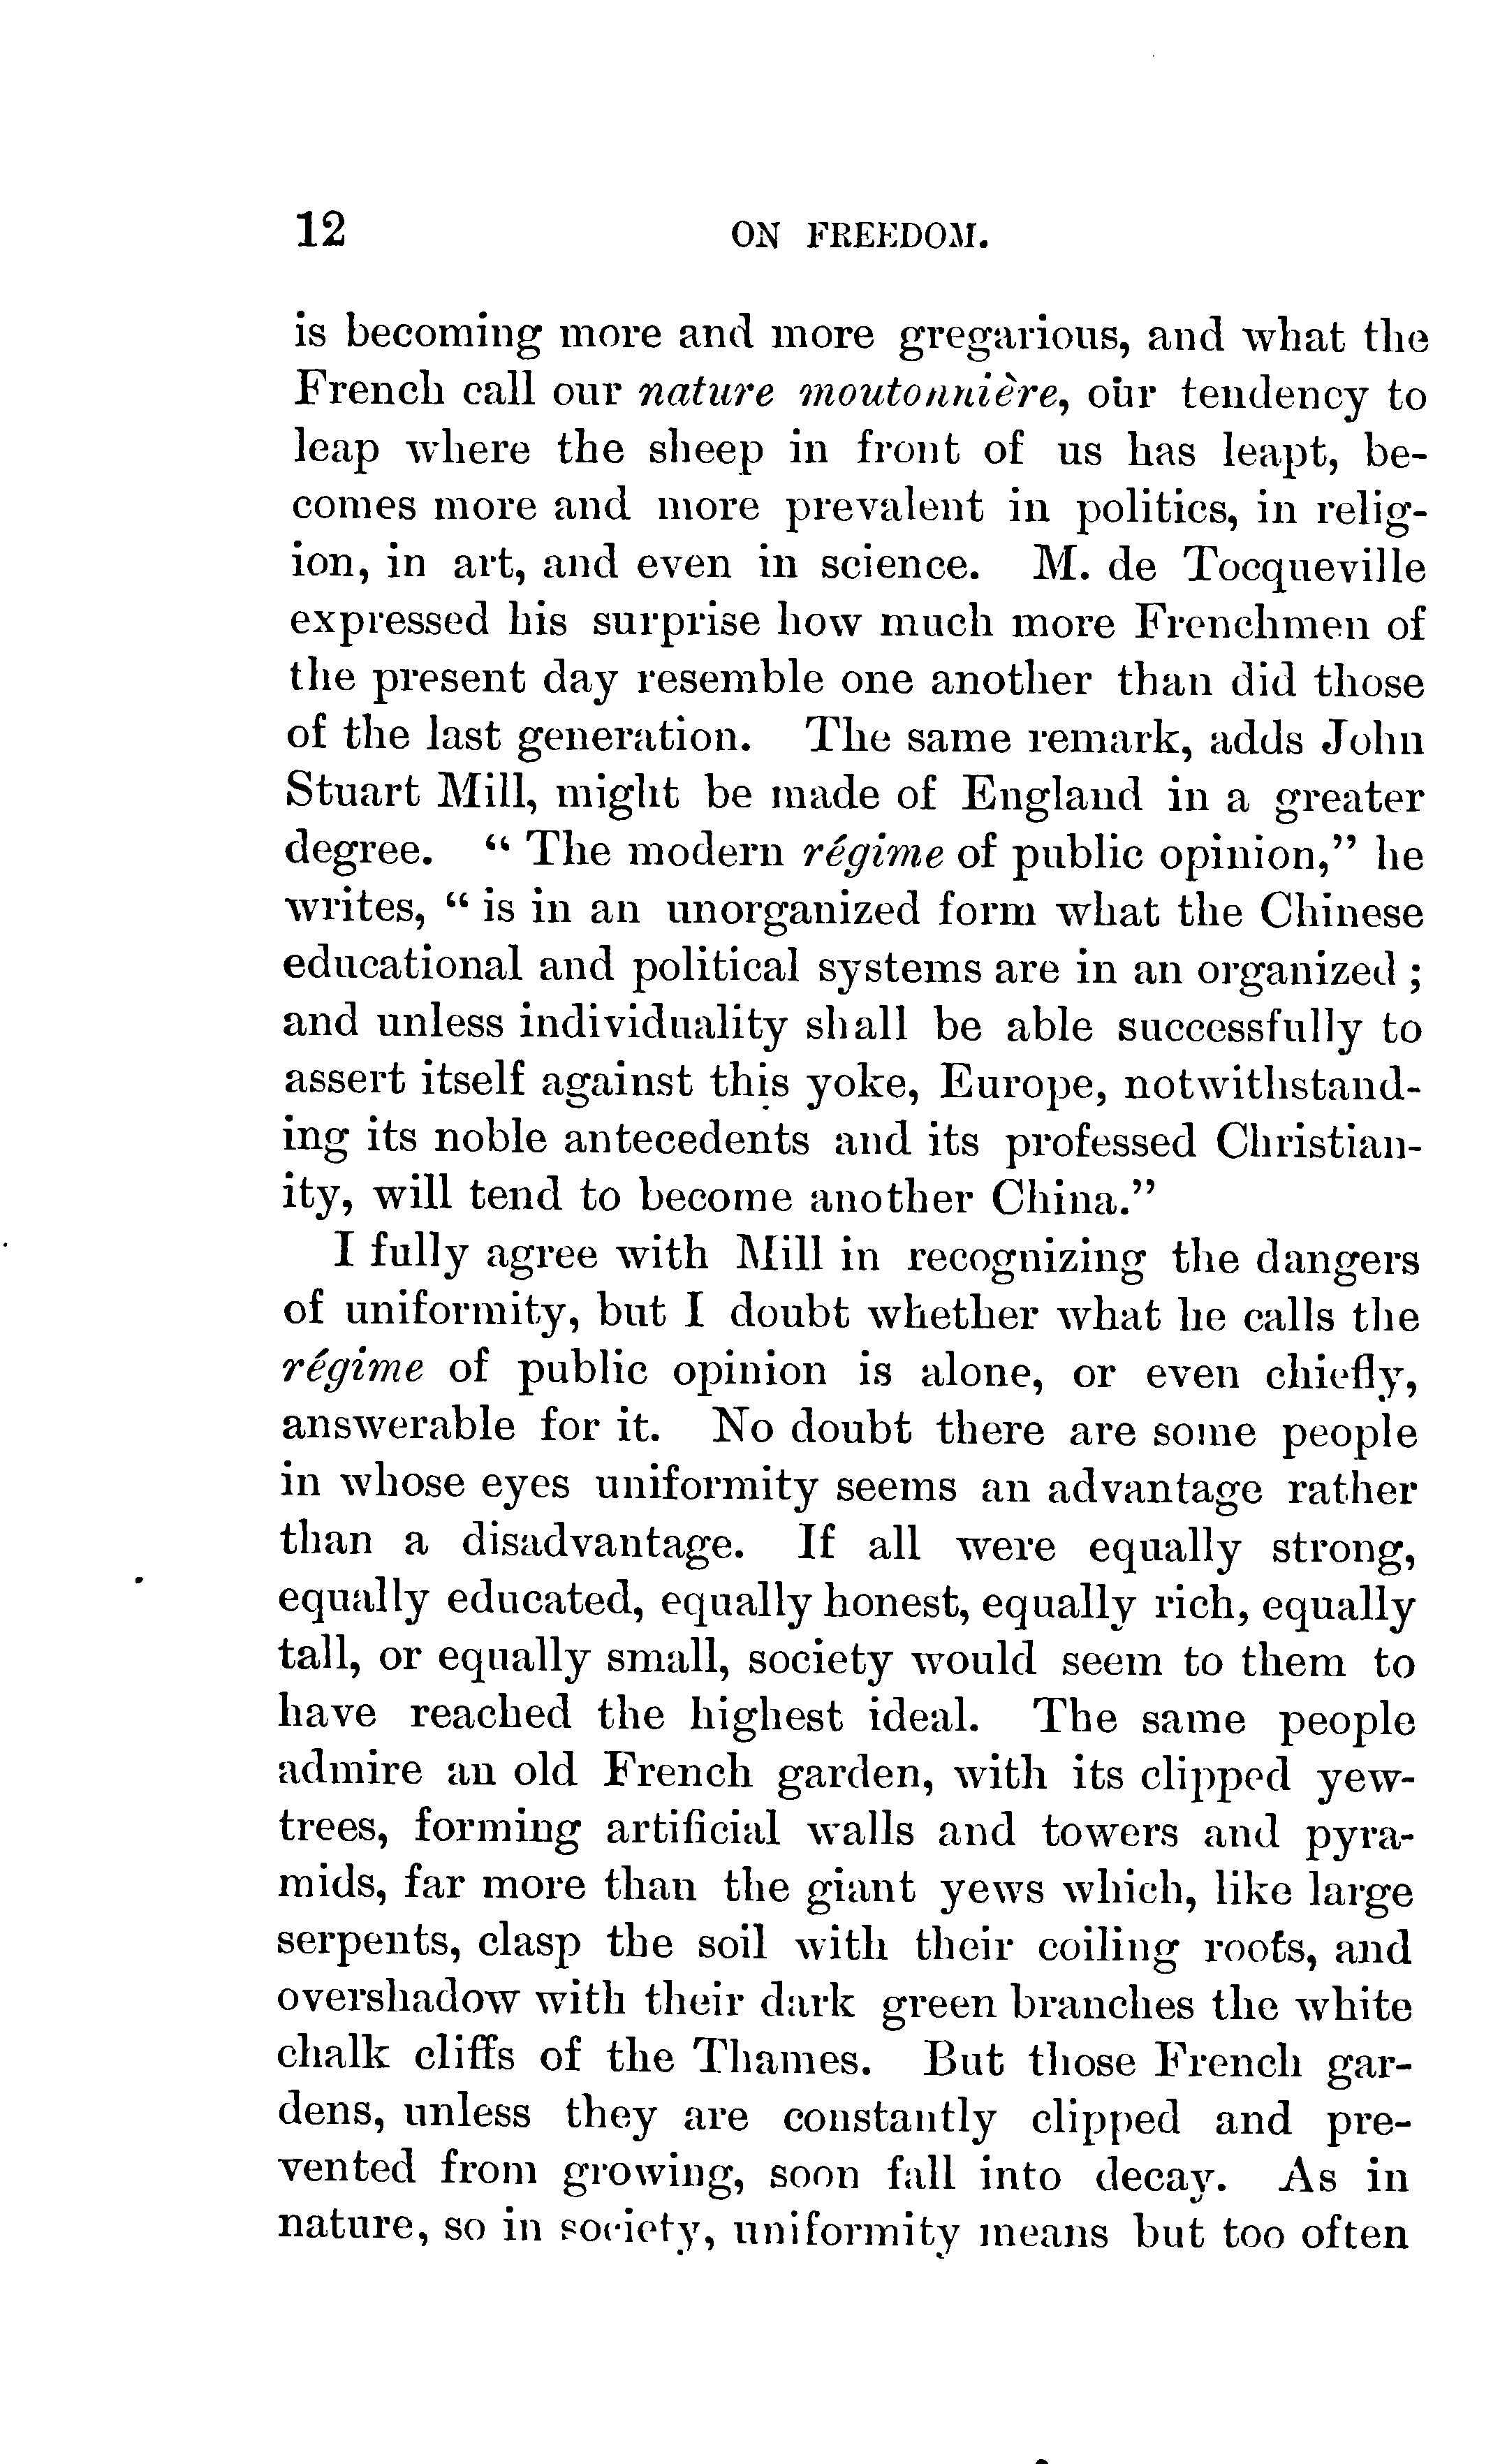 12 ON FREEDOM.
is becoming more and more gregarious, and what the
French call our nature moutonnière, our tendency to
leap where the sheep in front of us has leapt, be-
comes more and more prevalent in politics, in relig-
ion, in art, and even in science. M. de Tocqueville
expressed his surprise how much more Frenchmen of
the present day resemble one another than did those
of the last generation. The same remark, adds John
Stuart Mill, might be made of England in a greater
degree. “ The modern régime of public opinion,” he
writes, “ is in an unorganized form what the Chinese
educational and political systems are in an organized ;
and unless individuality shall be able successfully to
assert itself against this yoke, Europe, notwithstand-
ing its noble antecedents and its professed Christian-
ity, will tend to become another China.”
I fully agree with Mill in recognizing the dangers
of uniformity, but I doubt whether what he calls the
régime of public opinion is alone, or even chiefly,
answerable for it. No doubt there are some people
in whose eyes uniformity seems an advantage rather
than a disadvantage. If all were equally strong,
equally educated, equally honest, equally rich, equally
tall, or equally small, society would seem to them to
have reached the highest ideal. The same people
admire an old French garden, with its clipped yew-
trees, forming artificial walls and towers and pyra-
mids, far more than the giant yews which, like large
serpents, clasp the soil with their coiling roots, and
overshadow with their dark green branches the white
chalk cliffs of the Thames. But those French gar-
dens, unless they are constantly clipped and pre-
vented from growing, soon fall into decay. As in
nature, so in society, uniformity means but too often